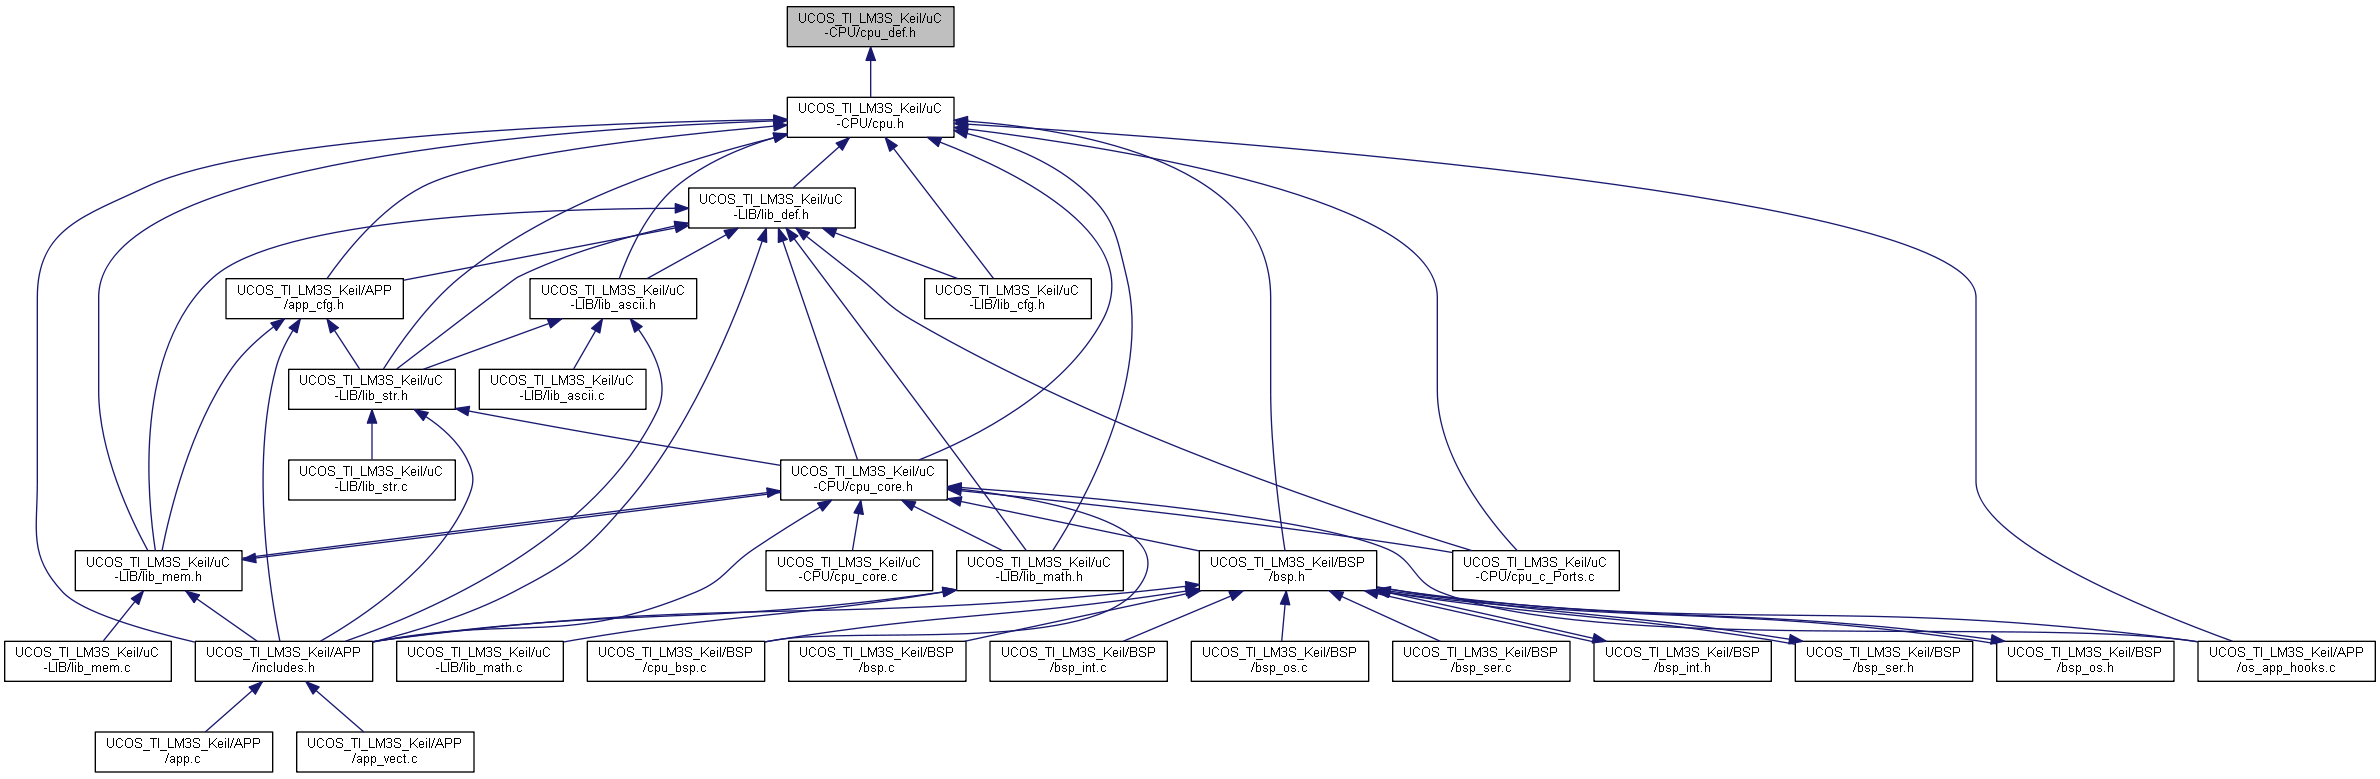 UCOS_TI_LM3S_Keil/uC
-CPU/cpu_def.h
UCOS_TI_LM3S_Keil/uC
-CPU/cpu.h
UCOS_TI_LM3S_Keil/uC
-LIB/lib_def.h
UCOS_TI_LM3S_Keil/APP
/app_cfg.h
UCOS_TI_LM3S_Keil/uC
-LIB/lib_ascii.h
UCOS_TI_LM3S_Keil/uC
-LIB/lib_cfg.h
UCOS_TI_LM3S_Keil/uC
-LIB/lib_str.h
UCOS_TI_LM3S_Keil/uC
-LIB/lib_ascii.c
UCOS_TI_LM3S_Keil/uC
-LIB/lib_str.c
UCOS_TI_LM3S_Keil/uC
-CPU/cpu_core.h
UCOS_TI_LM3S_Keil/uC
-LIB/lib_mem.h
UCOS_TI_LM3S_Keil/uC
-CPU/cpu_core.c
UCOS_TI_LM3S_Keil/uC
-LIB/lib_math.h
UCOS_TI_LM3S_Keil/BSP
/bsp.h
UCOS_TI_LM3S_Keil/uC
-CPU/cpu_c_Ports.c
UCOS_TI_LM3S_Keil/uC
-LIB/lib_mem.c
UCOS_TI_LM3S_Keil/APP
/includes.h
UCOS_TI_LM3S_Keil/uC
-LIB/lib_math.c
UCOS_TI_LM3S_Keil/BSP
/cpu_bsp.c
UCOS_TI_LM3S_Keil/BSP
/bsp.c
UCOS_TI_LM3S_Keil/BSP
/bsp_int.c
UCOS_TI_LM3S_Keil/BSP
/bsp_os.c
UCOS_TI_LM3S_Keil/BSP
/bsp_ser.c
UCOS_TI_LM3S_Keil/BSP
/bsp_int.h
UCOS_TI_LM3S_Keil/BSP
/bsp_ser.h
UCOS_TI_LM3S_Keil/BSP
/bsp_os.h
UCOS_TI_LM3S_Keil/APP
/os_app_hooks.c
UCOS_TI_LM3S_Keil/APP
/app.c
UCOS_TI_LM3S_Keil/APP
/app_vect.c